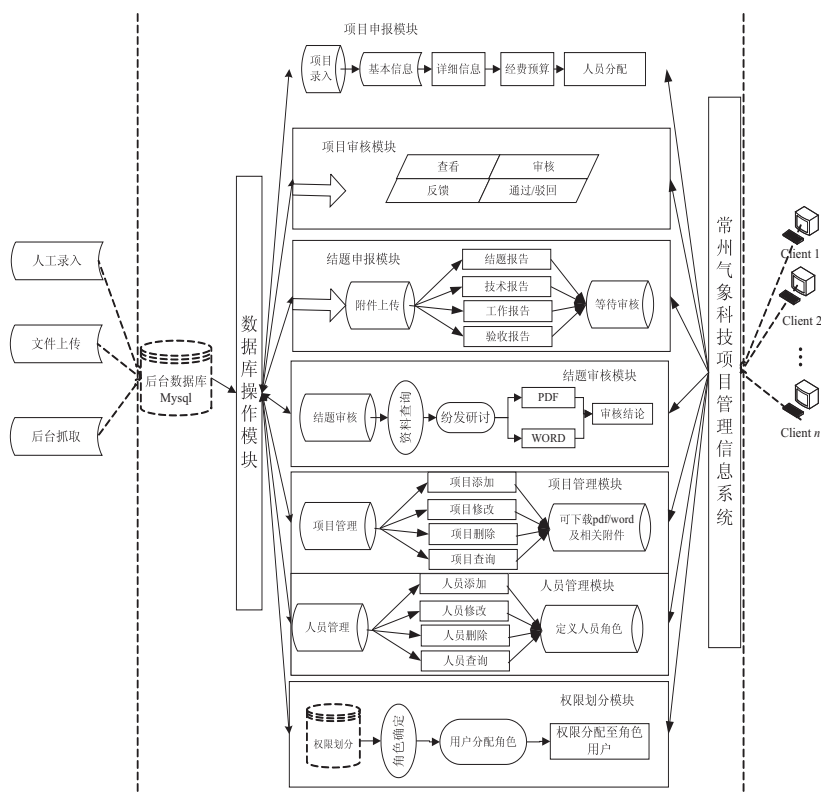 项目申报模块
项目
录入
基本信息
详细信息
经费预算
人员分配
项目审核模块
查看
审核
反馈
通过/驳回
结题申报模块
附件上传
结题报告
技术报告
工作报告
验收报告
等待审核
结题审核模块
结题审核
资料查询
纷发研讨
PDF
WORD
审核结论
项目管理模块
项目管理
项目添加
项目修改
项目删除
项目查询
可下载pdf/word
及相关附件
人员管理模块
人员管理
人员添加
人员修改
人员删除
人员查询
定义人员角色
权限划分模块
权限划分
角色确定
用户分配角色
权限分配至角色
用户
人工录入
文件上传
后台抓取
后台数据库
Mysql
数据库操作模块
常州气象科技项目管理信息系统
Client 1
Client 2
Client n